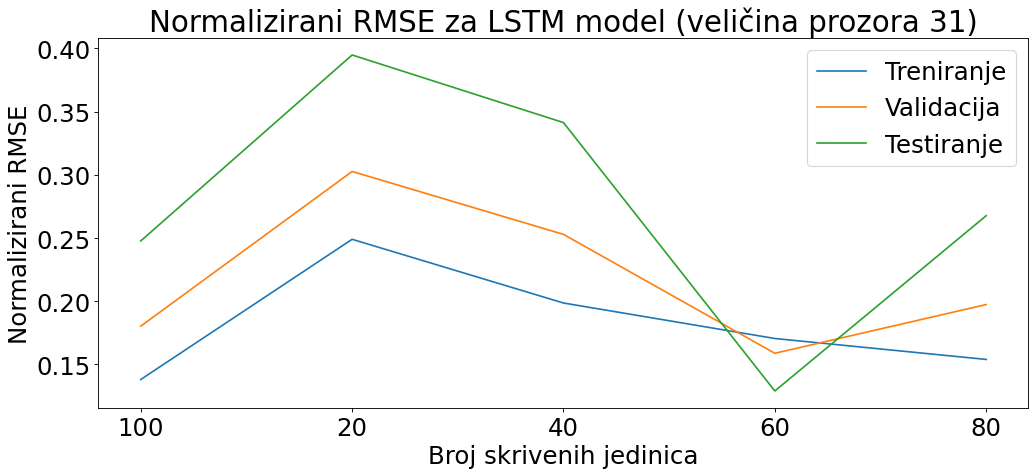 Normalizirani RMSE za LSTM model (veličina prozora 31)
Normalizirani RMSE
0.40
0.35
0.30
0.25
0.20
0.15
Treniranje
Validacija
Testiranje
100 20 40 60 80
Broj skrivenih jedinica